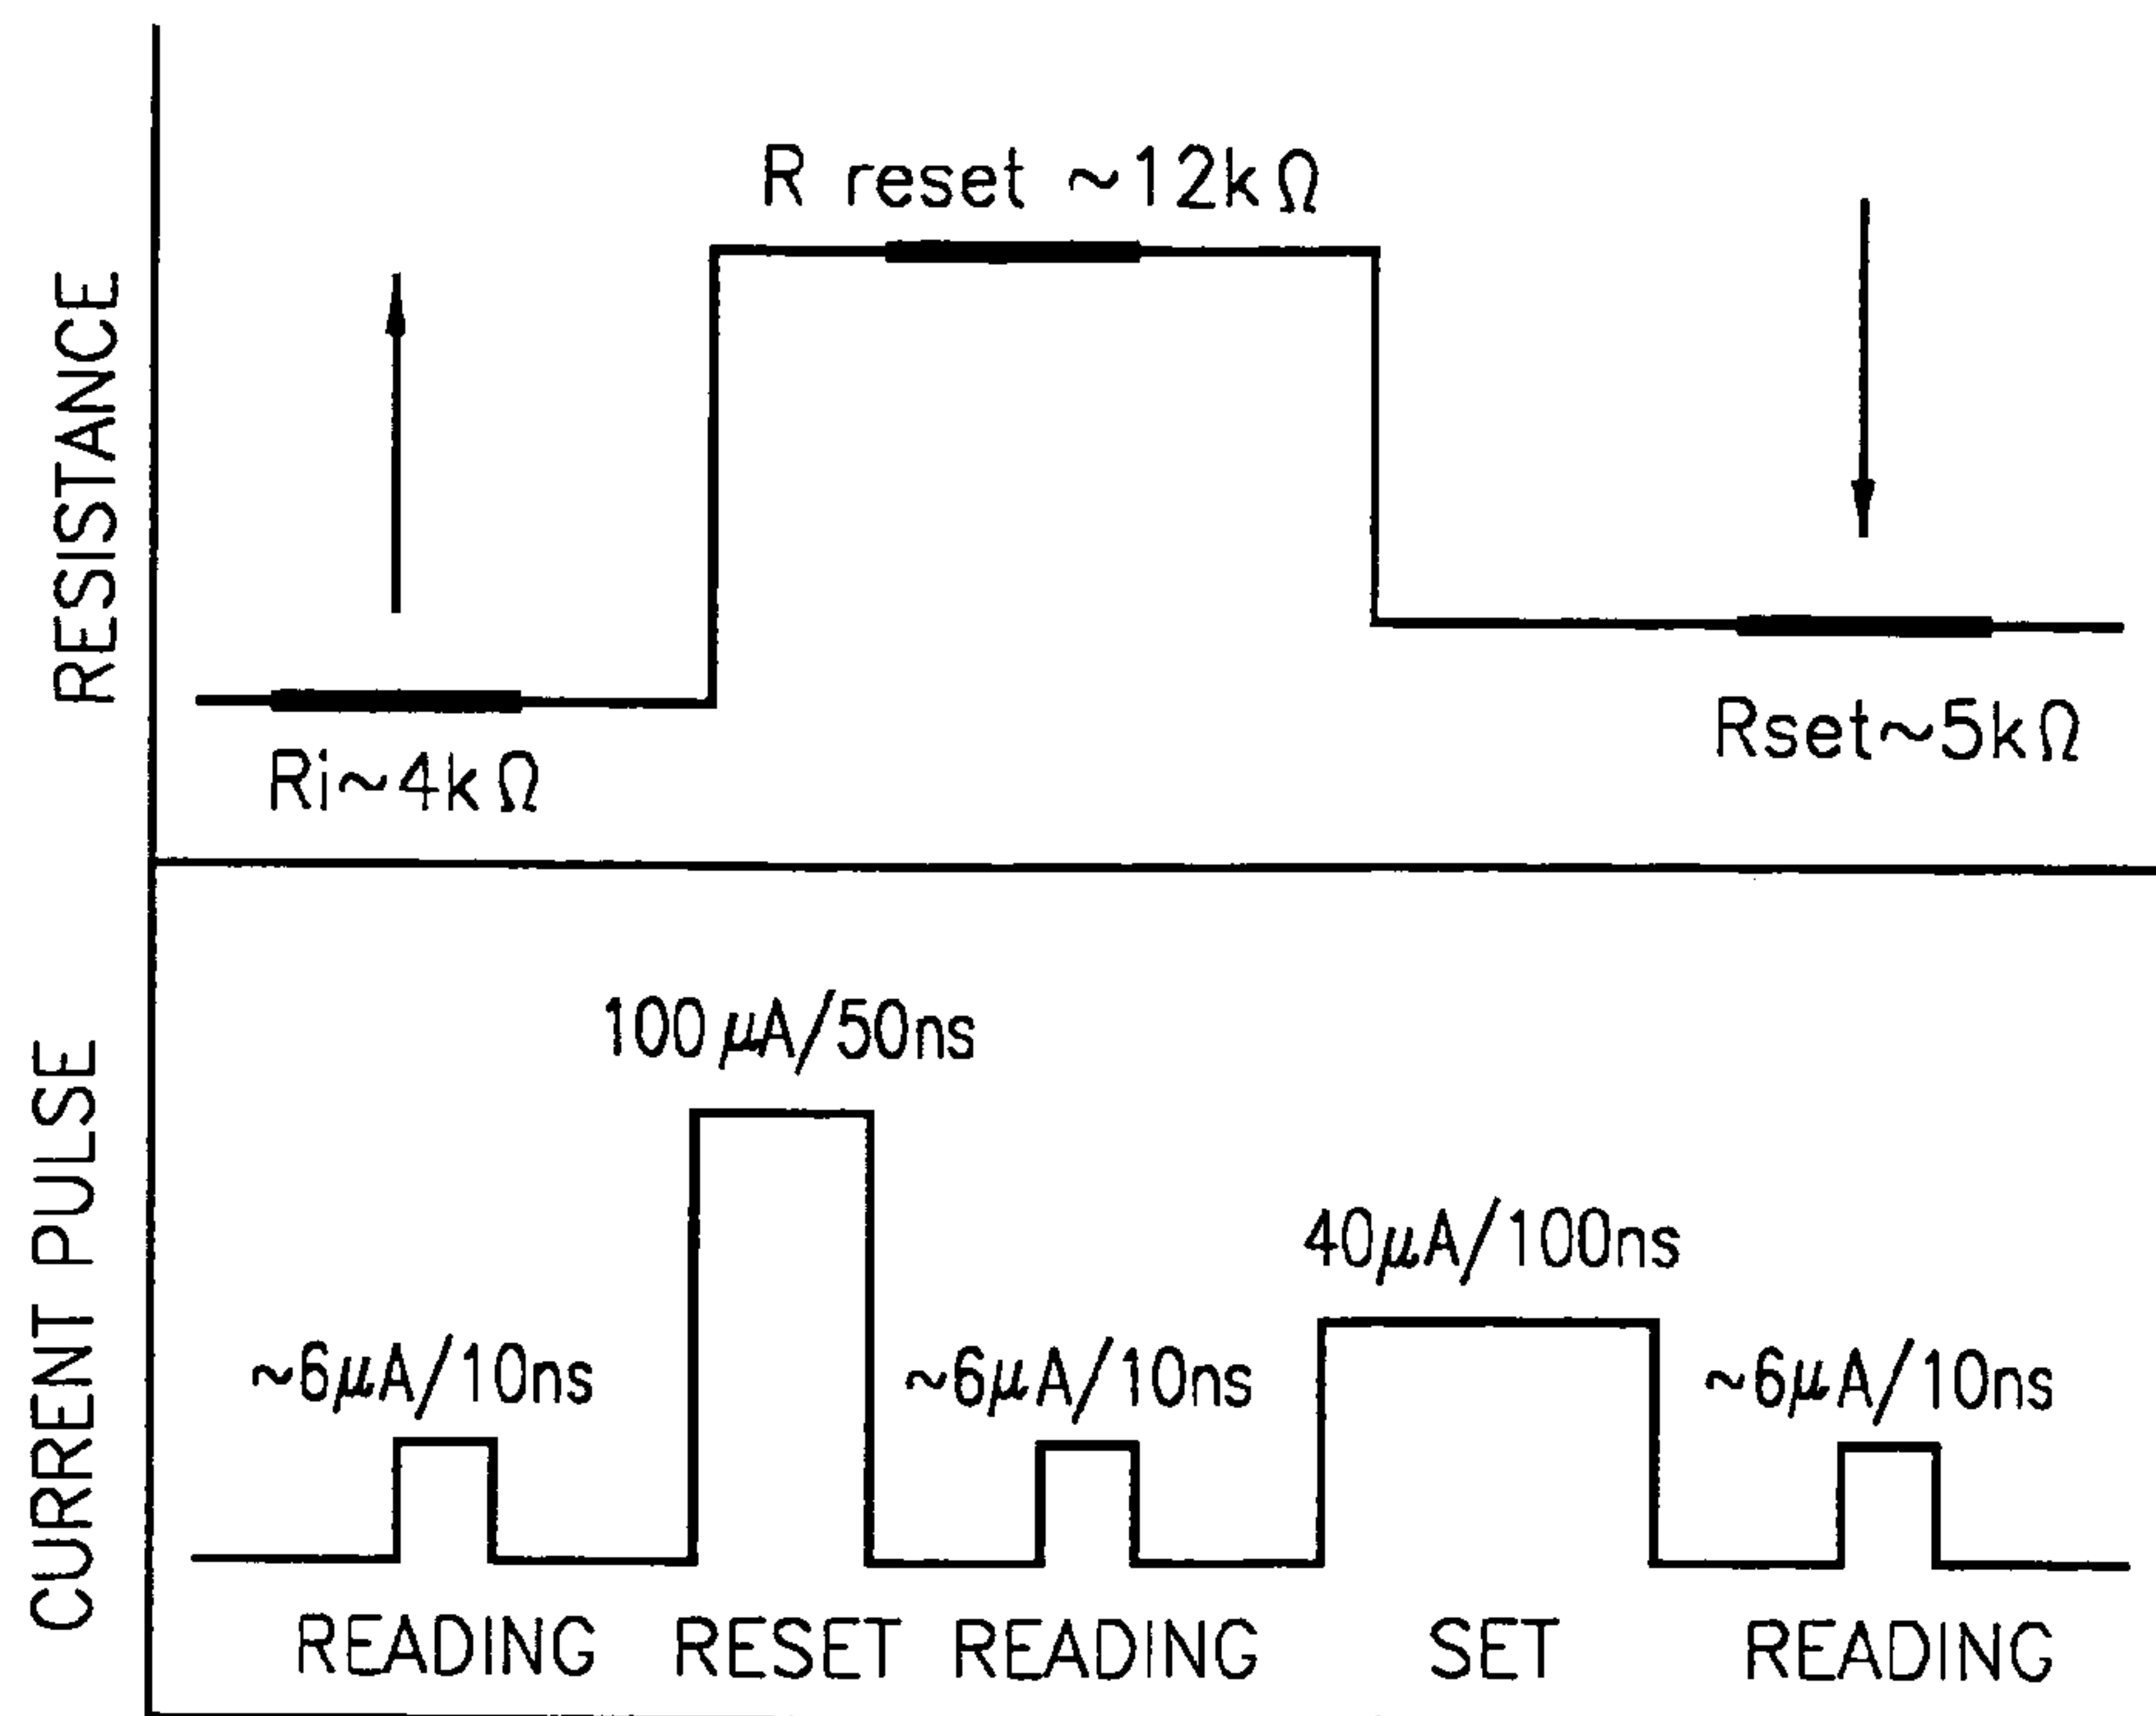 RESISTANCE
R reset ~12kΩ
Ri~4kΩ
Rset~5kΩ
CURRENT PULSE
100μA/50ns
40μA/100ns
~6μA/10ns
~6μA/10ns
~6μA/10ns
READING
RESET
READING
SET
READING